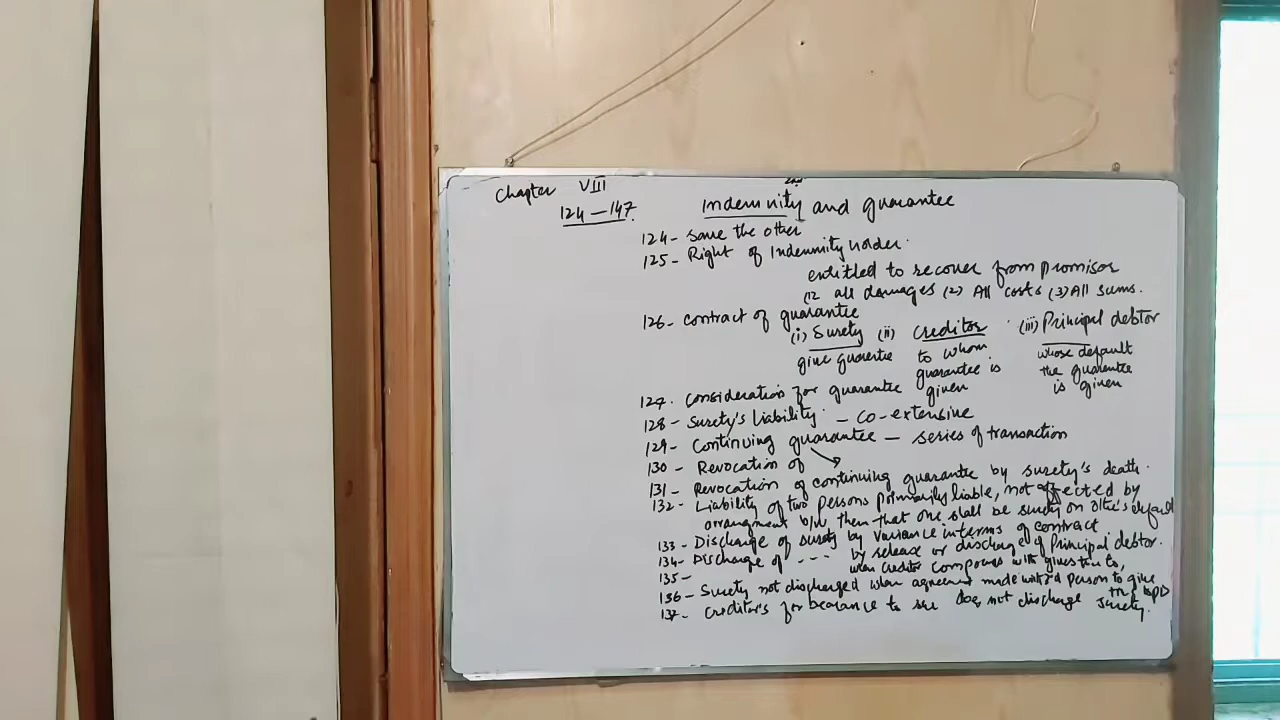 Chapter VIII
124 - 147.
Indemnity and guarantee
124 - Save the other
125 - Right of Indemnity holder.
entitled to recover from promisor
(1) all damages (2) All costs (3) All sums.
126 - contract of guarantee
(i) Surety (ii) Creditor (iii) Principal debtor
give guarantee to whom guarantee is given whose default the guarantee is given
127. consideration for guarantee
128 - Surety's liability. - co-extensive
129 - Continuing guarantee - series of transaction
130 - Revocation of
131 - Revocation of continuing guarantee by surety's death.
132 - Liability of two persons primarily liable, not affected by
arrangment b/w them that one shall be surety on other's default
133 - Discharge of surety by variance in terms of contract
134 - Discharge of - - - by release or discharge of Principal debtor.
135 - when creditor compounds with gives time to,
136 - Surety not discharged when agreement made with 3rd Person to give
time to PD
137 - Creditor's forbearance to sue does not discharge surety.